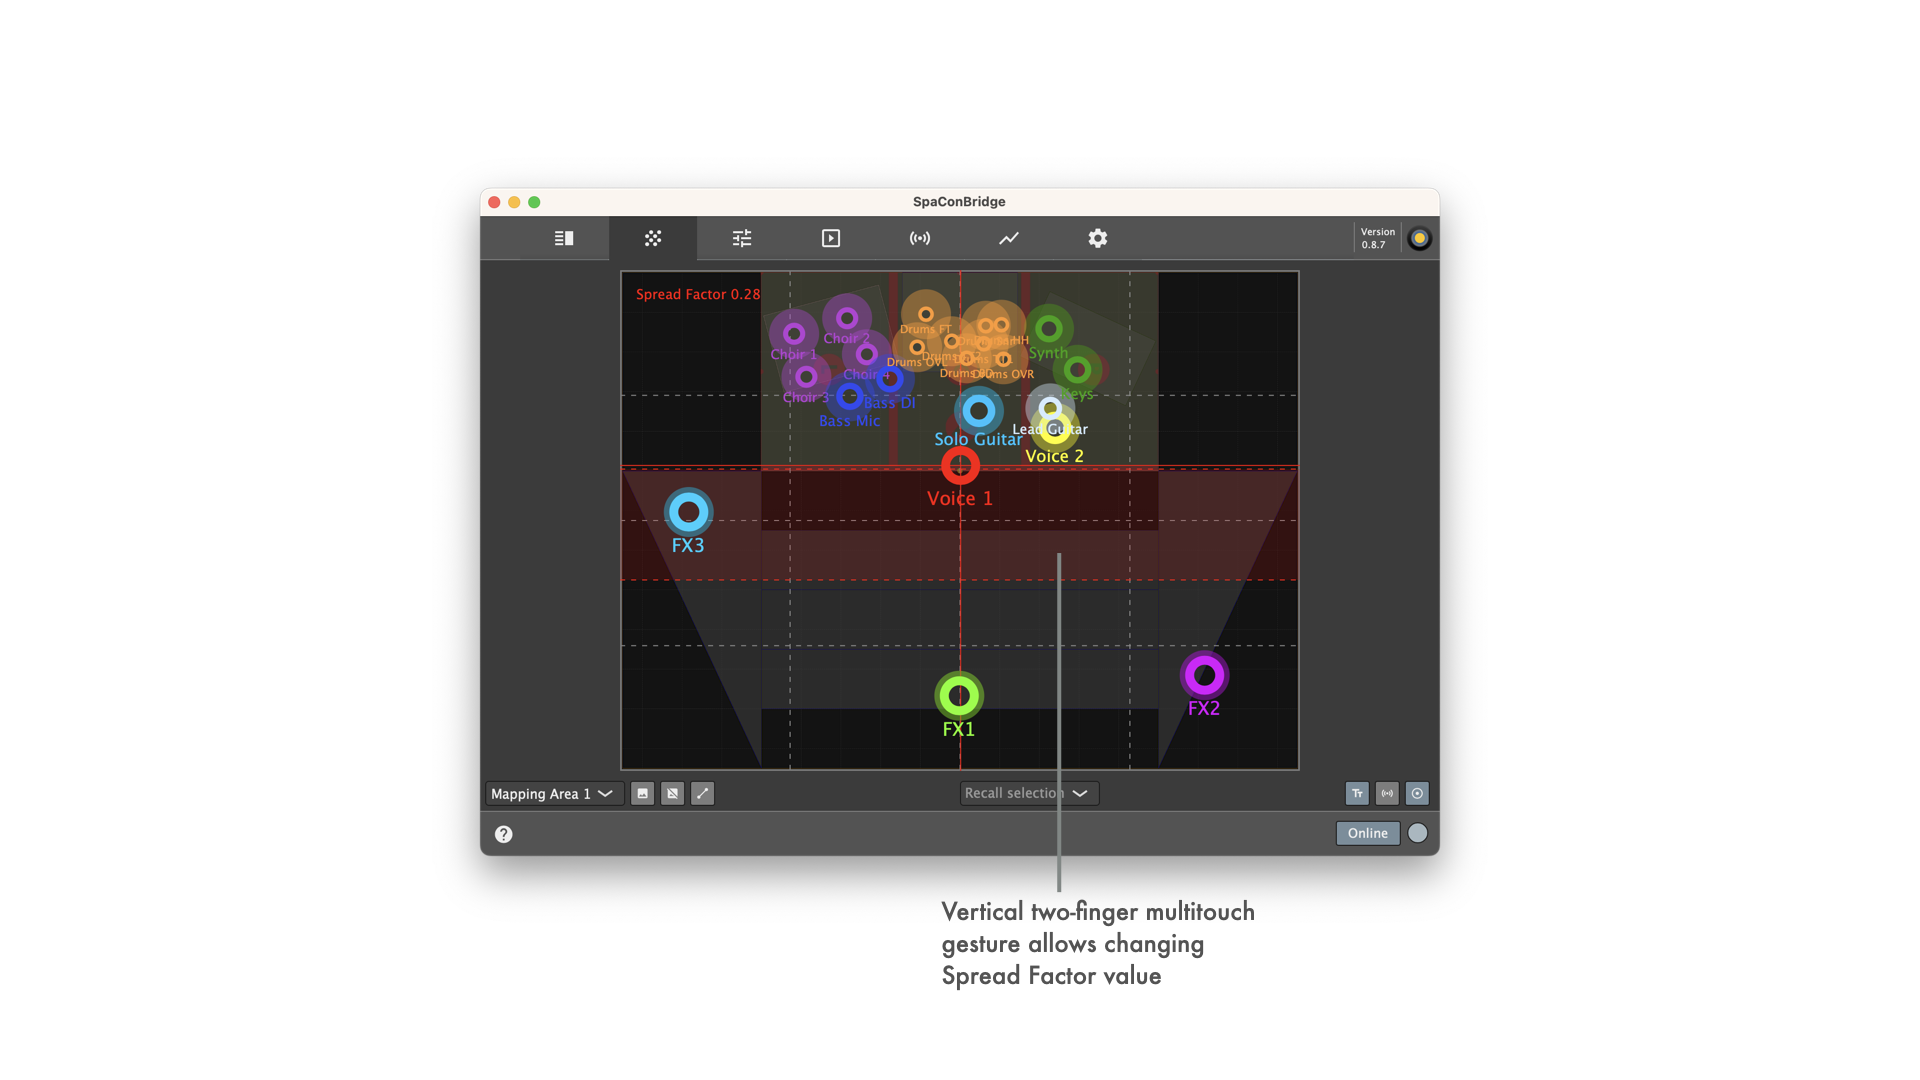 SpaConBridge
Version
0.8.7
Spread Factor 0.28
Drums FT
Choir 2
HH
Choir 1
Synth
Drums OVL
Drums OVR
Choir 4
Keys
Choir 3
Bass DI
Bass Mic
Lead Guitar
Solo Guitar
Voice 2
Voice 1
FX3
FX2
FX1
Mapping Area 1
Recall selection
Tт
?
Online
Vertical two-finger multitouch
gesture allows changing
Spread Factor value